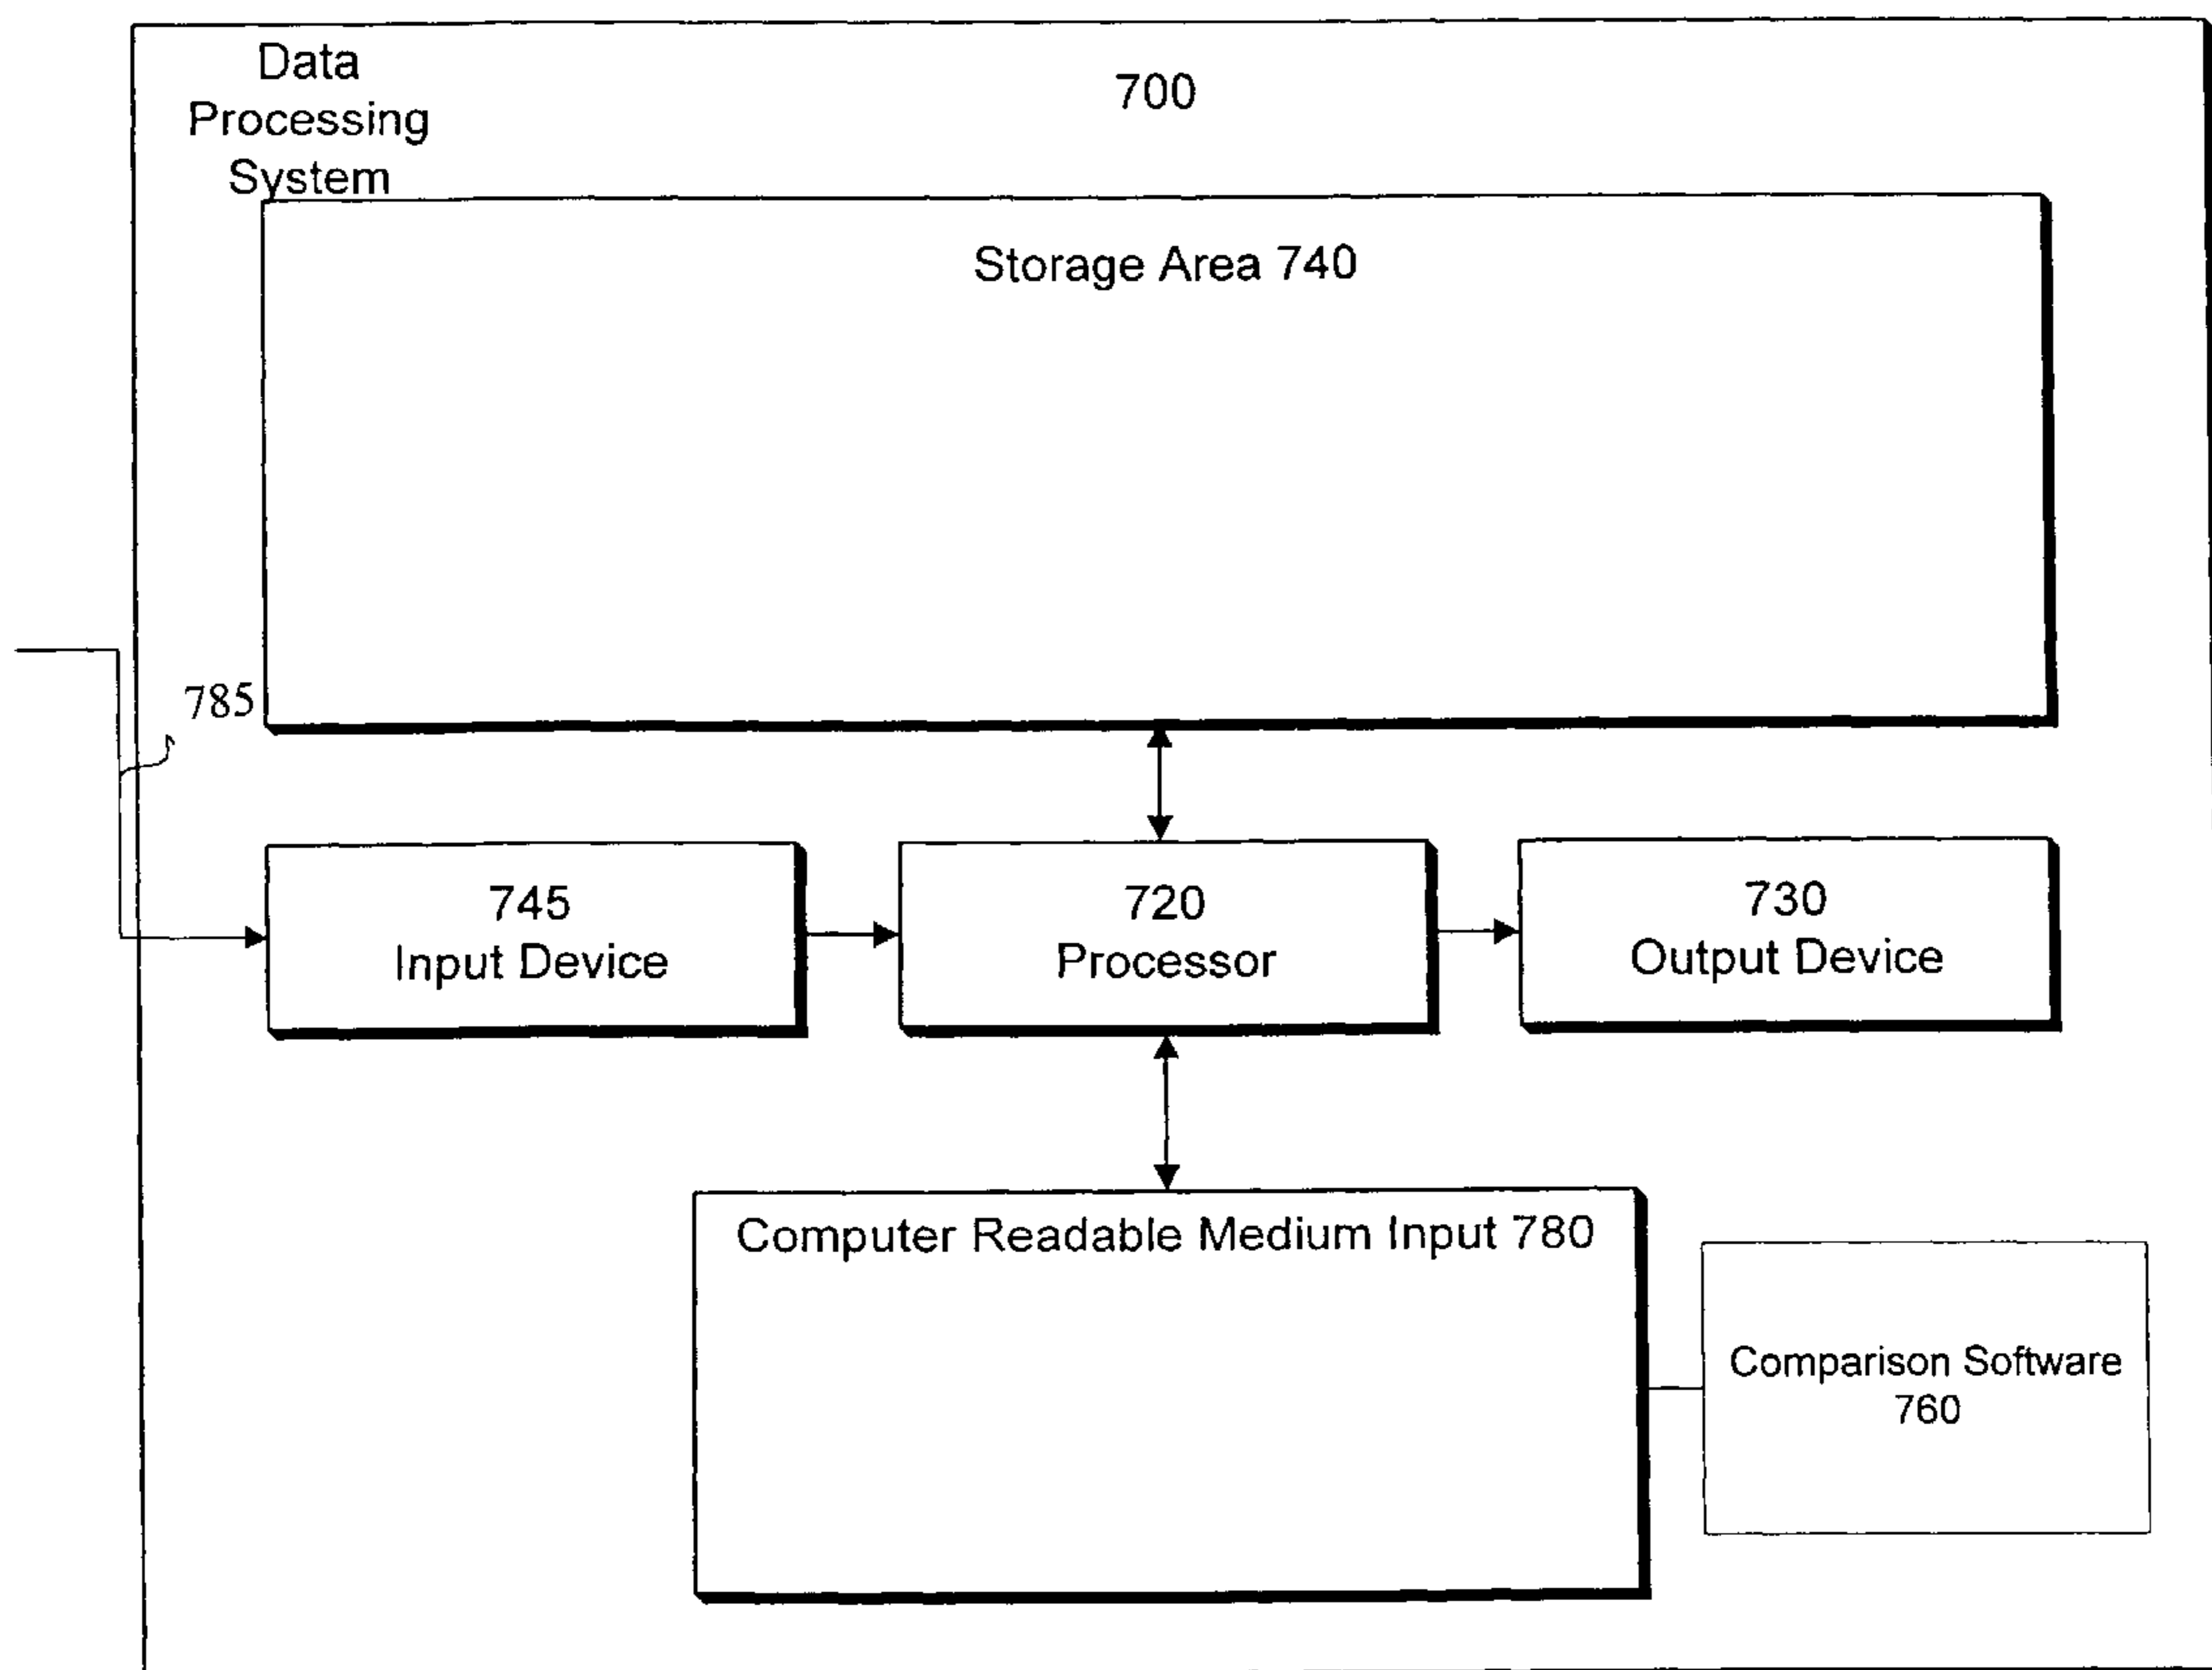 Data
Processing
System
700
Storage Area 740
785
745
Input Device
720
Processor
730
Output Device
Computer Readable Medium Input 780
Comparison Software
760